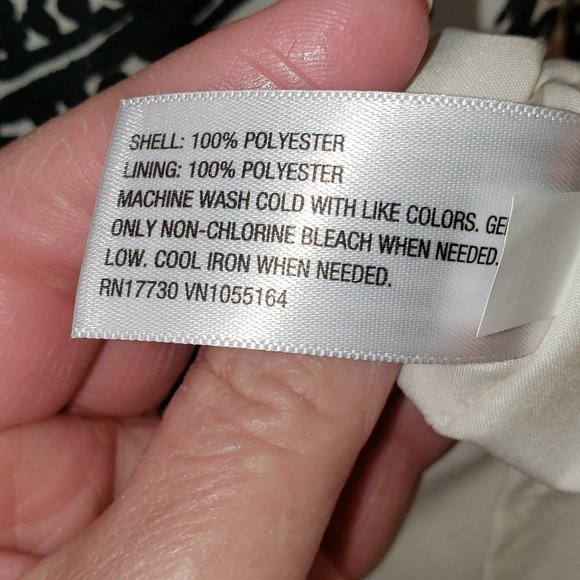 SHELL: 100% POLYESTER
LINING: 100% POLYESTER
MACHINE WASH COLD WITH LIKE COLORS. GE
ONLY NON-CHLORINE BLEACH WHEN NEEDED.
LOW. COOL IRON WHEN NEEDED.
RN17730 VN1055164